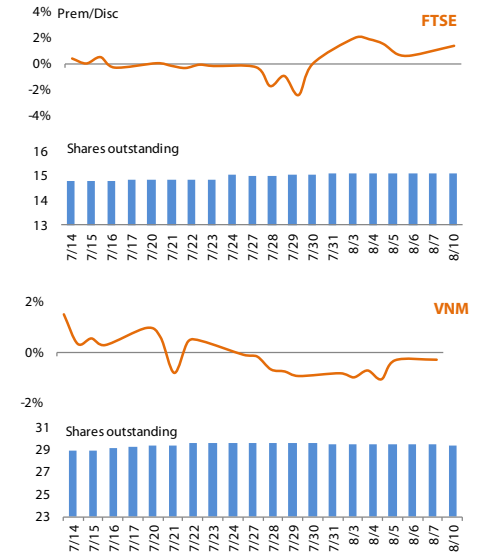 4% Prem/Disc
FTSE
2%
0%
-2%
-4%
16
Shares outstanding
15
14
13
7/14 7/15 7/16 7/17 7/20 7/21 7/22 7/23 7/24 7/27 7/28 7/29 7/30 7/31 8/3 8/4 8/5 8/6 8/7 8/10
2%
VNM
0%
-2%
31
Shares outstanding
29
27
25
23
7/14 7/15 7/16 7/17 7/20 7/21 7/22 7/23 7/24 7/27 7/28 7/29 7/30 7/31 8/3 8/4 8/5 8/6 8/7 8/10